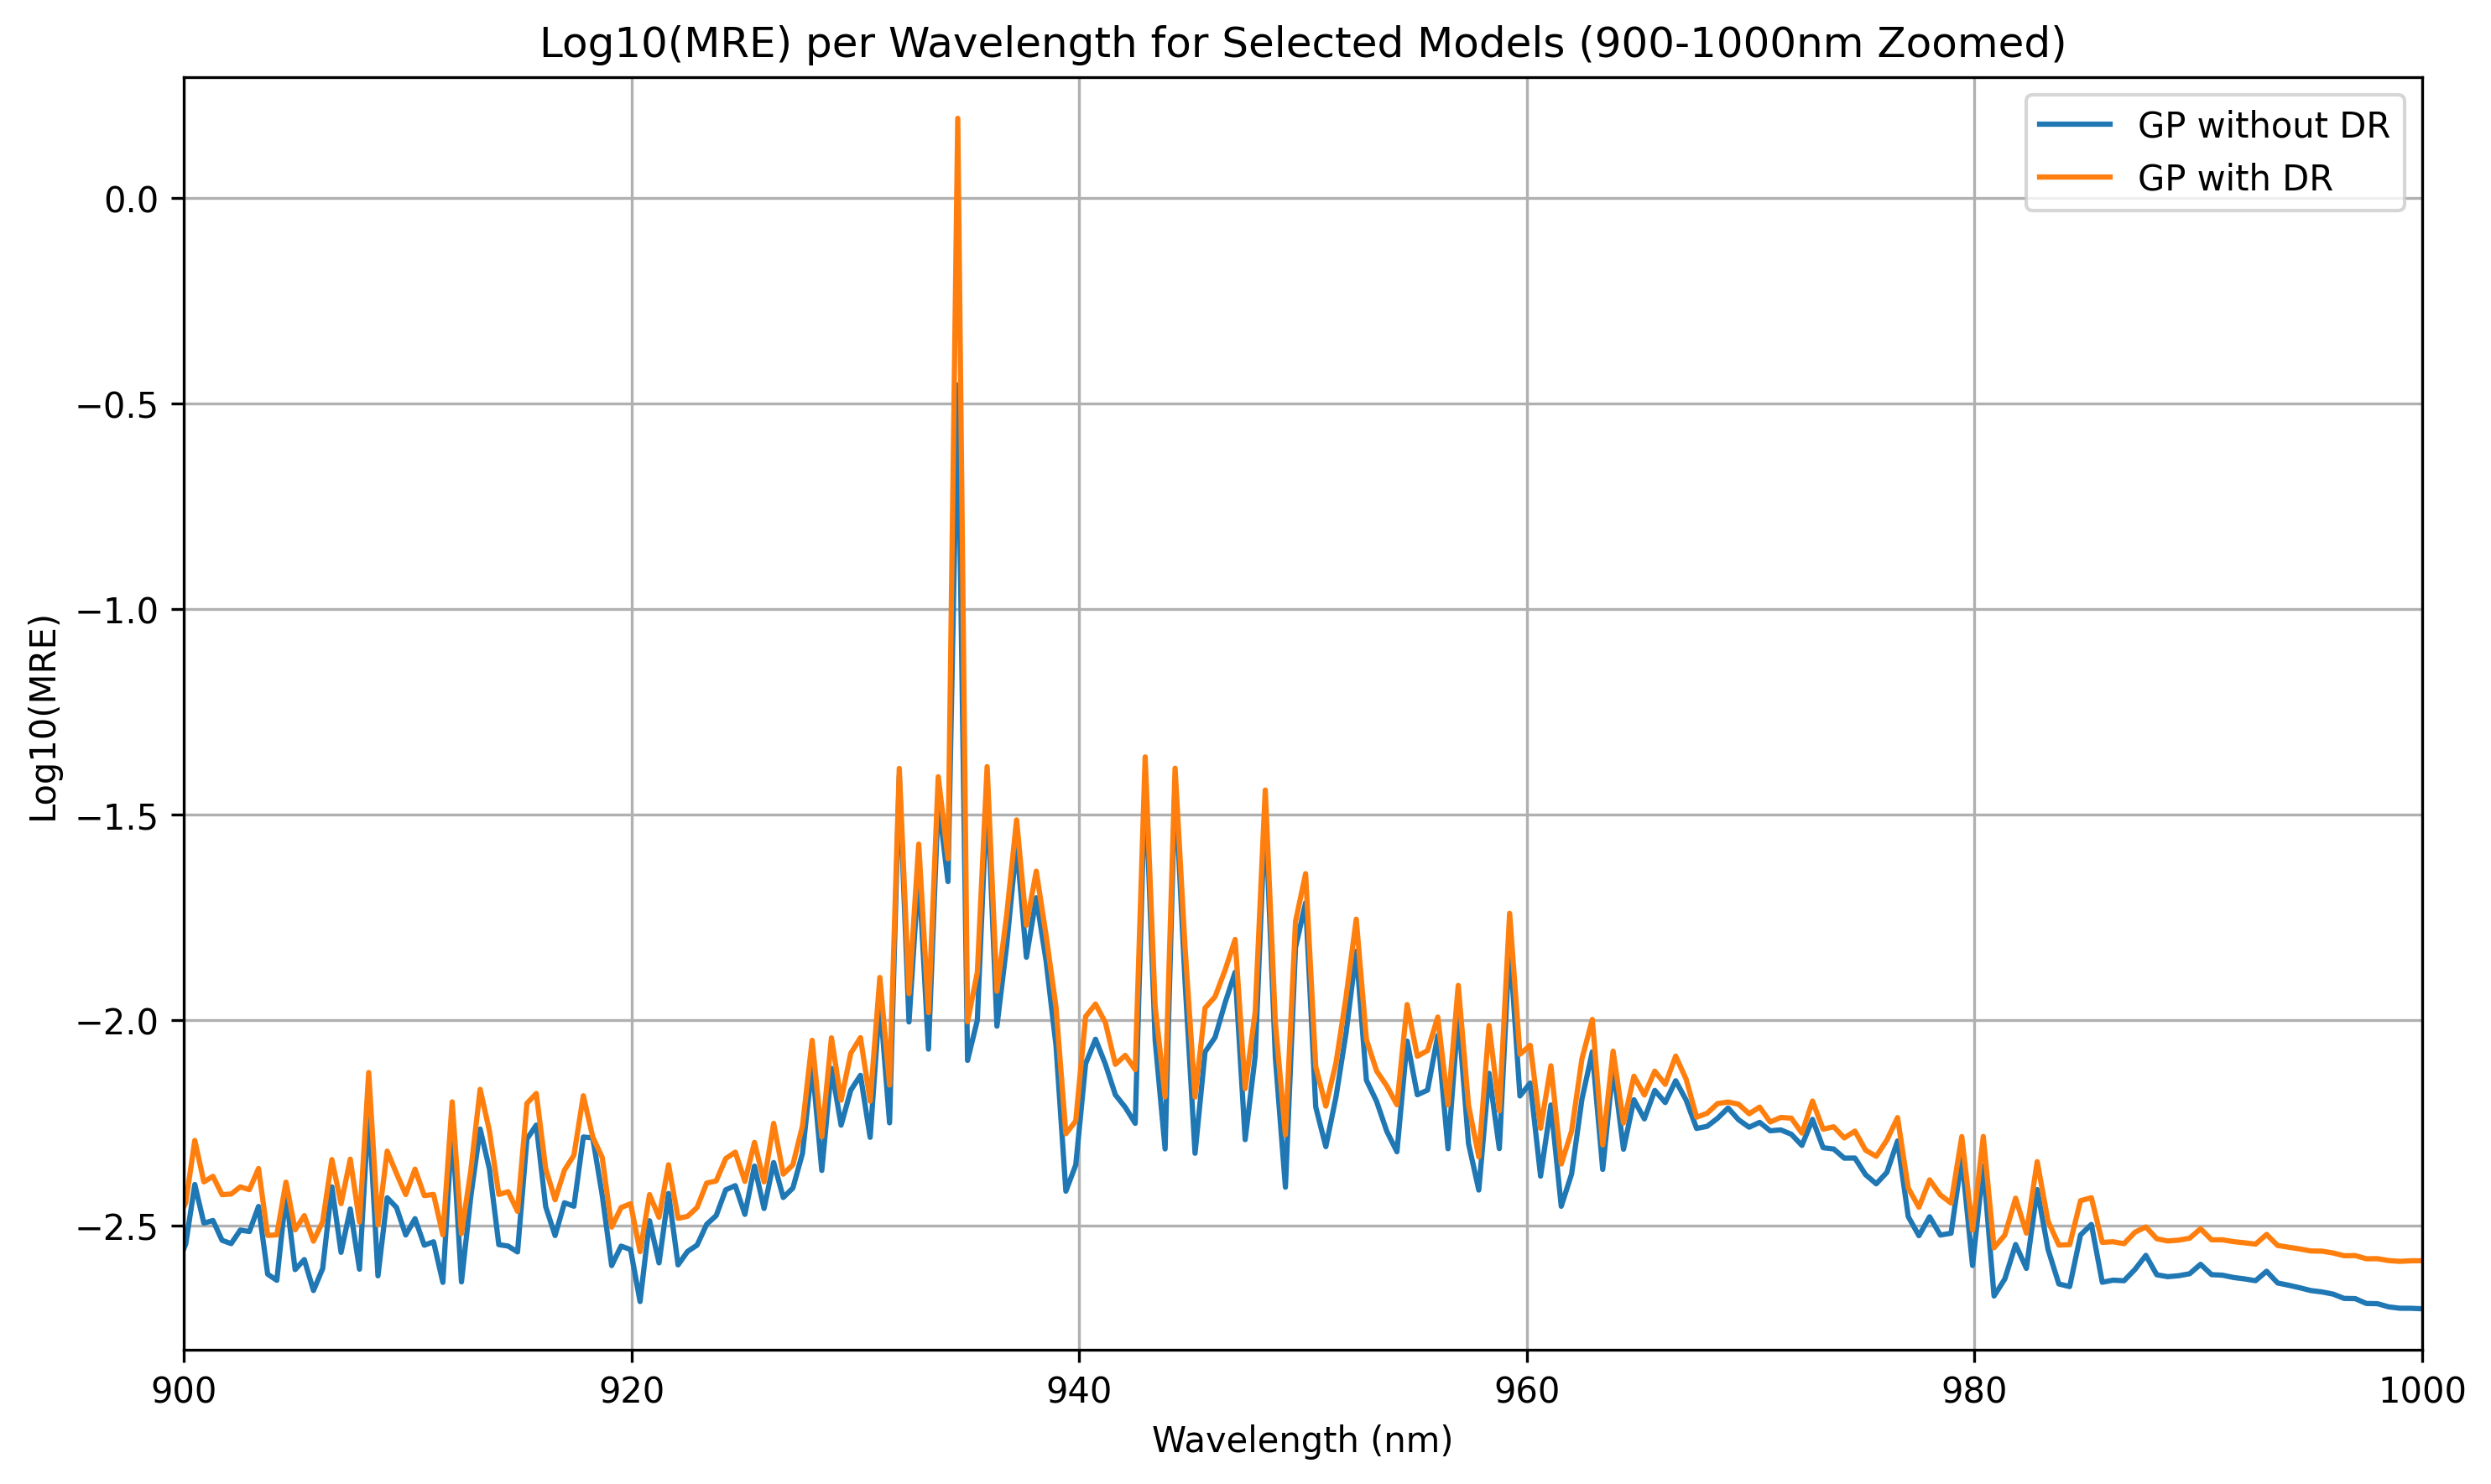 Log10(MRE) per Wavelength for Selected Models (900-1000nm Zoomed)
GP without DR
GP with DR
0.0
−0.5
−1.0
−1.5
−2.0
−2.5
Log10(MRE)
900 920 940 960 980 1000
Wavelength (nm)